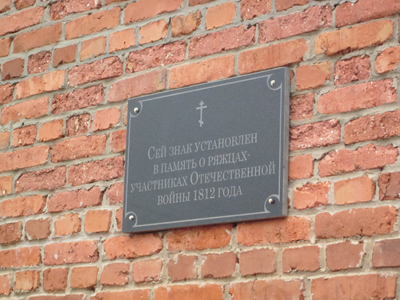 Сей знак установлен
в память о ряжцах-
участниках Отечественной
войны 1812 года